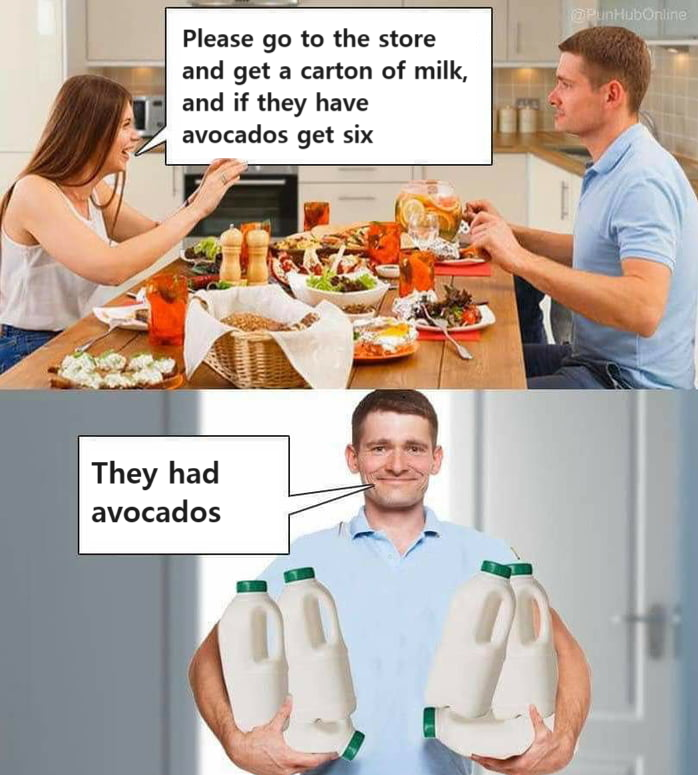 @PunHubOnline
Please go to the store
and get a carton of milk,
and if they have
avocados get six
They had
avocados